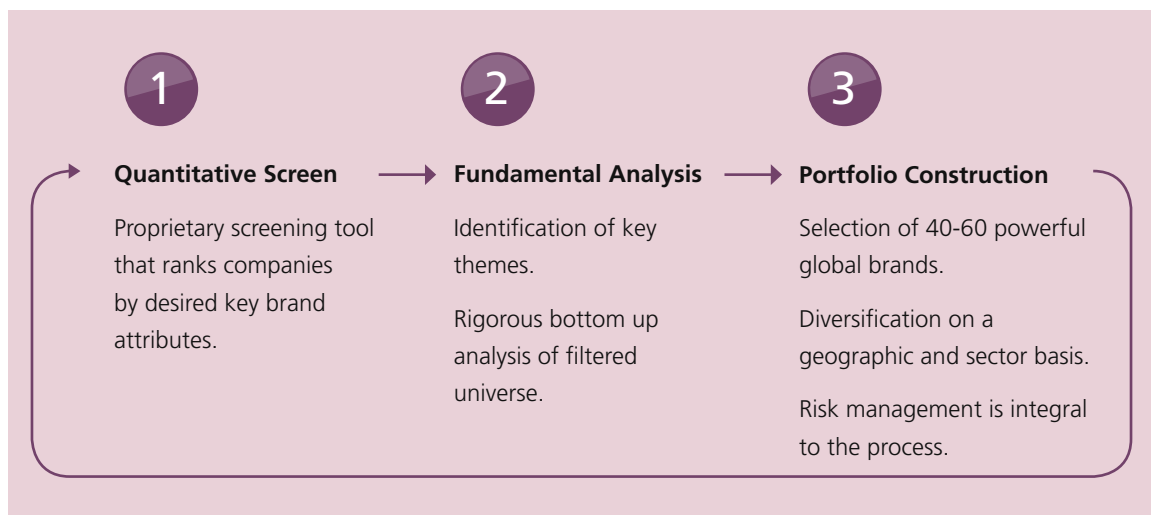 1
Quantitative Screen
Proprietary screening tool
that ranks companies
by desired key brand
attributes.
2
Fundamental Analysis
Identification of key
themes.
Rigorous bottom up
analysis of filtered
universe.
3
Portfolio Construction
Selection of 40-60 powerful
global brands.
Diversification on a
geographic and sector basis.
Risk management is integral
to the process.